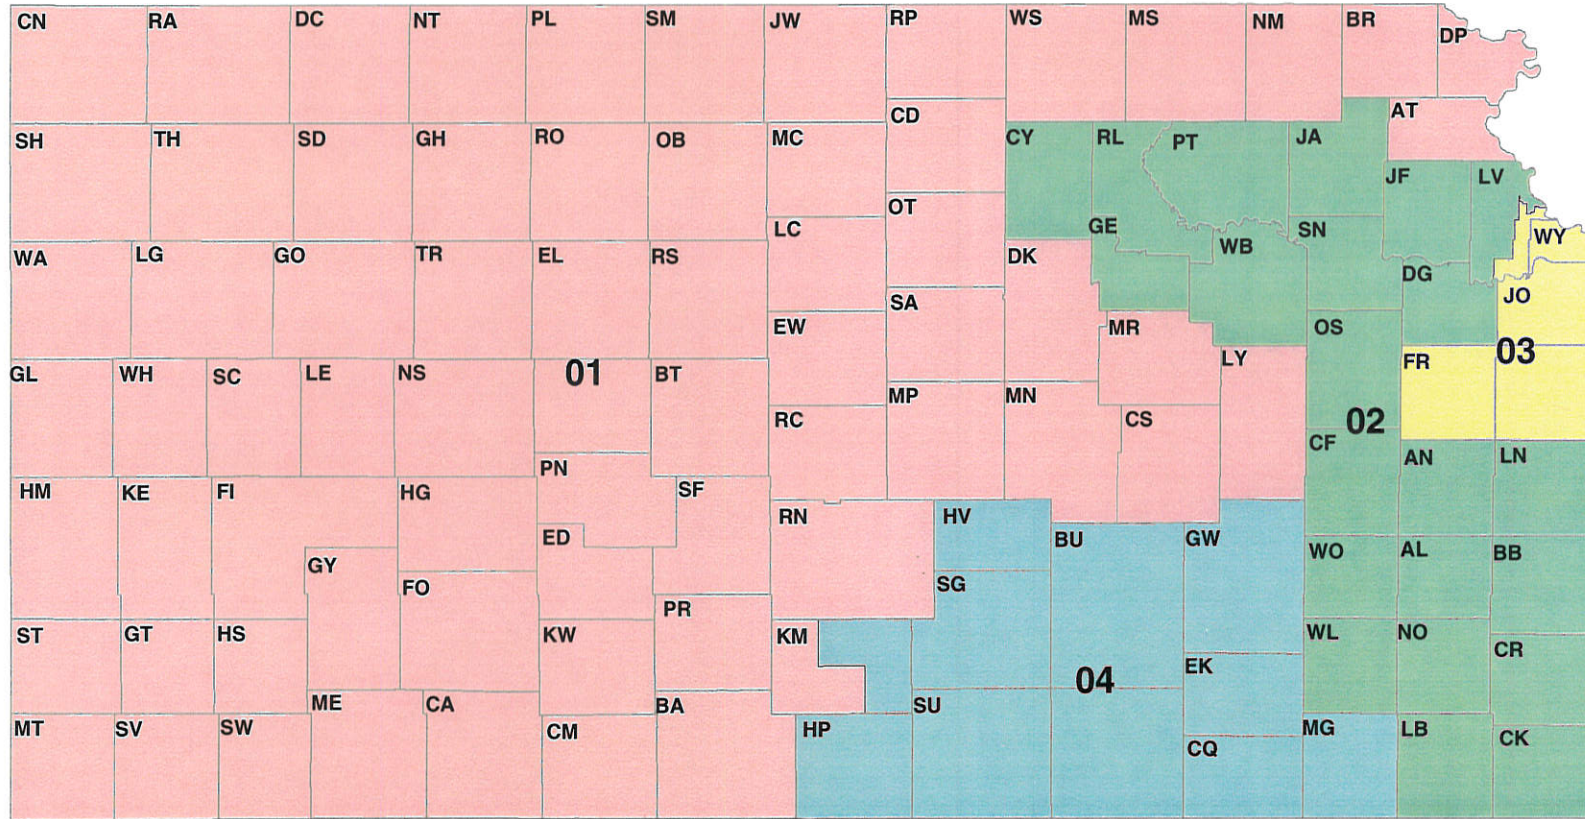 CN RA DC NT PL SM JW RP WS MS NM BR DP
SH TH SD GH RO OB MC CD CY RL PT JA AT
JF LV
WA LG GO TR EL RS LC OT DK GE WB SN WY
DG
EW SA MR OS JO
GL WH SC LE NS 01 BT LY FR 03
RC MP MN CS 02
CF
HM KE FI HG PN SF AN LN
RN HV
GY ED BU GW WO AL BB
FO SG
ST GT HS KW PR KM WL NO CR
EK
04
ME CA BA SU
MT SV SW CM HP CQ MG LB CK